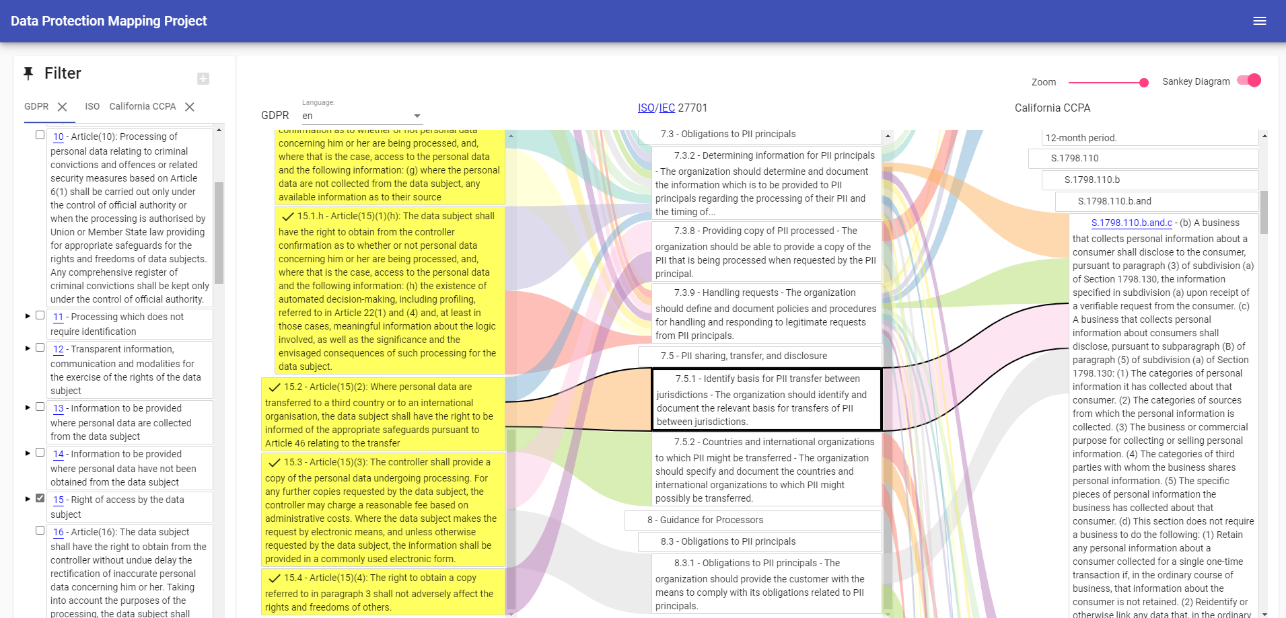 Data Protection Mapping Project
Filter
GDPR
ISO
California CCPA
10 - Article(10): Processing of
personal data relating to criminal
convictions and offences or related
security measures based on Article
6(1) shall be carried out only under
the control of official authority or
when the processing is authorised by
Union or Member State law providing
for appropriate safeguards for the
rights and freedoms of data subjects.
Any comprehensive register of
criminal convictions shall be kept only
under the control of official authority.
11 - Processing which does not
require identification
12 - Transparent information,
communication and modalities for
the exercise of the rights of the data
subject
13 - Information to be provided
where personal data are collected
from the data subject
14 - Information to be provided
where personal data have not been
obtained from the data subject
15 - Right of access by the data
subject
16 - Article(16): The data subject
shall have the right to obtain from the
controller without undue delay the
rectification of inaccurate personal
data concerning him or her. Taking
into account the purposes of the
processing, the data subject shall
Zoom
Sankey Diagram
GDPR
Language:
en
ISO/IEC 27701
California CCPA
confirmation as to whether or not personal data
concerning him or her are being processed, and,
where that is the case, access to the personal data
and the following information: (g) where the personal
data are not collected from the data subject, any
available information as to their source
15.1.h - Article(15)(1)(h): The data subject shall
have the right to obtain from the controller
confirmation as to whether or not personal data
concerning him or her are being processed, and,
where that is the case, access to the personal data
and the following information: (h) the existence of
automated decision-making, including profiling,
referred to in Article 22(1) and (4) and, at least in
those cases, meaningful information about the logic
involved, as well as the significance and the
envisaged consequences of such processing for the
data subject.
15.2 - Article(15)(2): Where personal data are
transferred to a third country or to an international
organisation, the data subject shall have the right to be
informed of the appropriate safeguards pursuant to
Article 46 relating to the transfer
15.3 - Article(15)(3): The controller shall provide a
copy of the personal data undergoing processing. For
any further copies requested by the data subject, the
controller may charge a reasonable fee based on
administrative costs. Where the data subject makes the
request by electronic means, and unless otherwise
requested by the data subject, the information shall be
provided in a commonly used electronic form.
15.4 - Article(15)(4): The right to obtain a copy
referred to in paragraph 3 shall not adversely affect the
rights and freedoms of others.
7.3 - Obligations to PII principals
7.3.2 - Determining information for PII principals
- The organization should determine and document
the information which is to be provided to PII
principals regarding the processing of their PII and
the timing of...
7.3.8 - Providing copy of PII processed - The
organization should be able to provide a copy of the
PII that is being processed when requested by the PII
principal.
7.3.9 - Handling requests - The organization
should define and document policies and procedures
for handling and responding to legitimate requests
from PII principals.
7.5 - PII sharing, transfer, and disclosure
7.5.1 - Identify basis for PII transfer between
jurisdictions - The organization should identify and
document the relevant basis for transfers of PII
between jurisdictions.
7.5.2 - Countries and international organizations
to which PII might be transferred - The organization
should specify and document the countries and
international organizations to which PII might
possibly be transferred.
8 - Guidance for Processors
8.3 - Obligations to PII principals
8.3.1 - Obligations to PII principals - The
organization should provide the customer with the
means to comply with its obligations related to PII
principals.
12-month period.
S.1798.110
S.1798.110.b
S.1798.110.b.and
S.1798.110.b.and.c - (b) A business
that collects personal information about a
consumer shall disclose to the consumer,
pursuant to paragraph (3) of subdivision (a)
of Section 1798.130, the information
specified in subdivision (a) upon receipt of
a verifiable request from the consumer. (c)
A business that collects personal
information about consumers shall
disclose, pursuant to subparagraph (B) of
paragraph (5) of subdivision (a) of Section
1798.130: (1) The categories of personal
information it has collected about that
consumer. (2) The categories of sources
from which the personal information is
collected. (3) The business or commercial
purpose for collecting or selling personal
information. (4) The categories of third
parties with whom the business shares
personal information. (5) The specific
pieces of personal information the
business has collected about that
consumer. (d) This section does not require
a business to do the following: (1) Retain
any personal information about a
consumer collected for a single one-time
transaction if, in the ordinary course of
business, that information about the
consumer is not retained. (2) Reidentify or
otherwise link any data that, in the ordinary